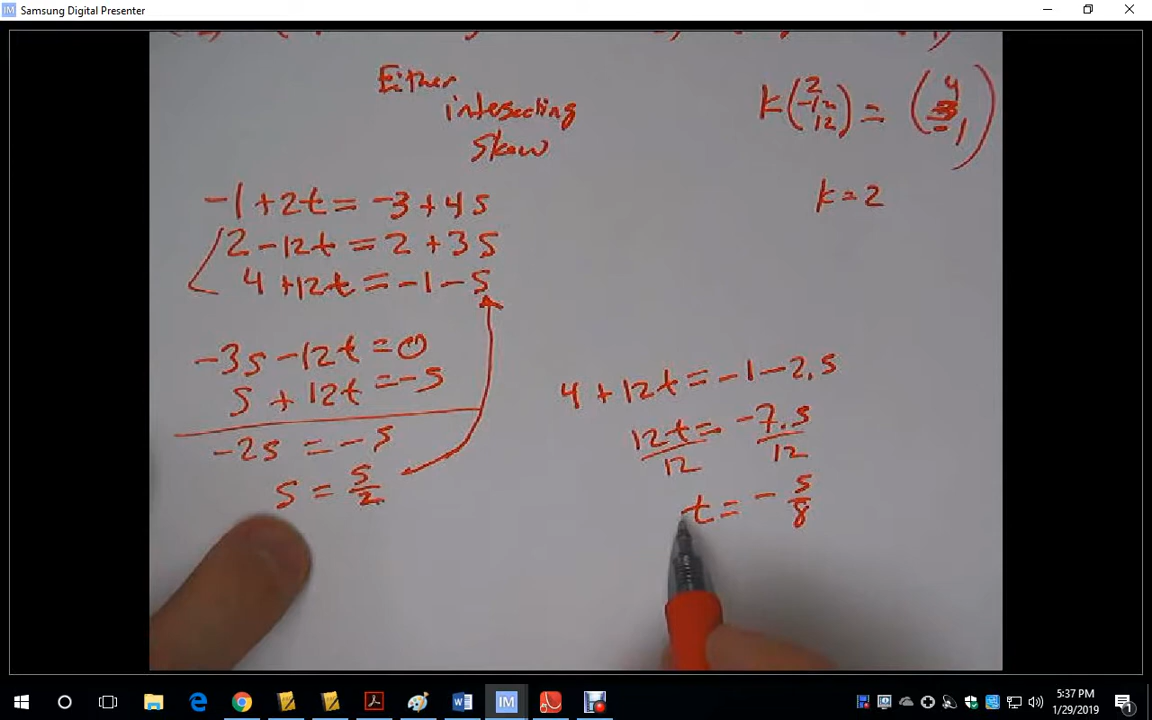 Samsung Digital Presenter
Either
intesecting
Skew
k(2 -12 12) = (4 3 -1)
k = 2
-1 + 2t = -3 + 4s
2 - 12t = 2 + 3s
4 + 12t = -1 - s
-3s - 12t = 0
s + 12t = -5
-2s = -5
s = 5/2
4 + 12t = -1 - 2.5
12t/12 = -7.5/12
t = -5/8
5:37 PM
1/29/2019